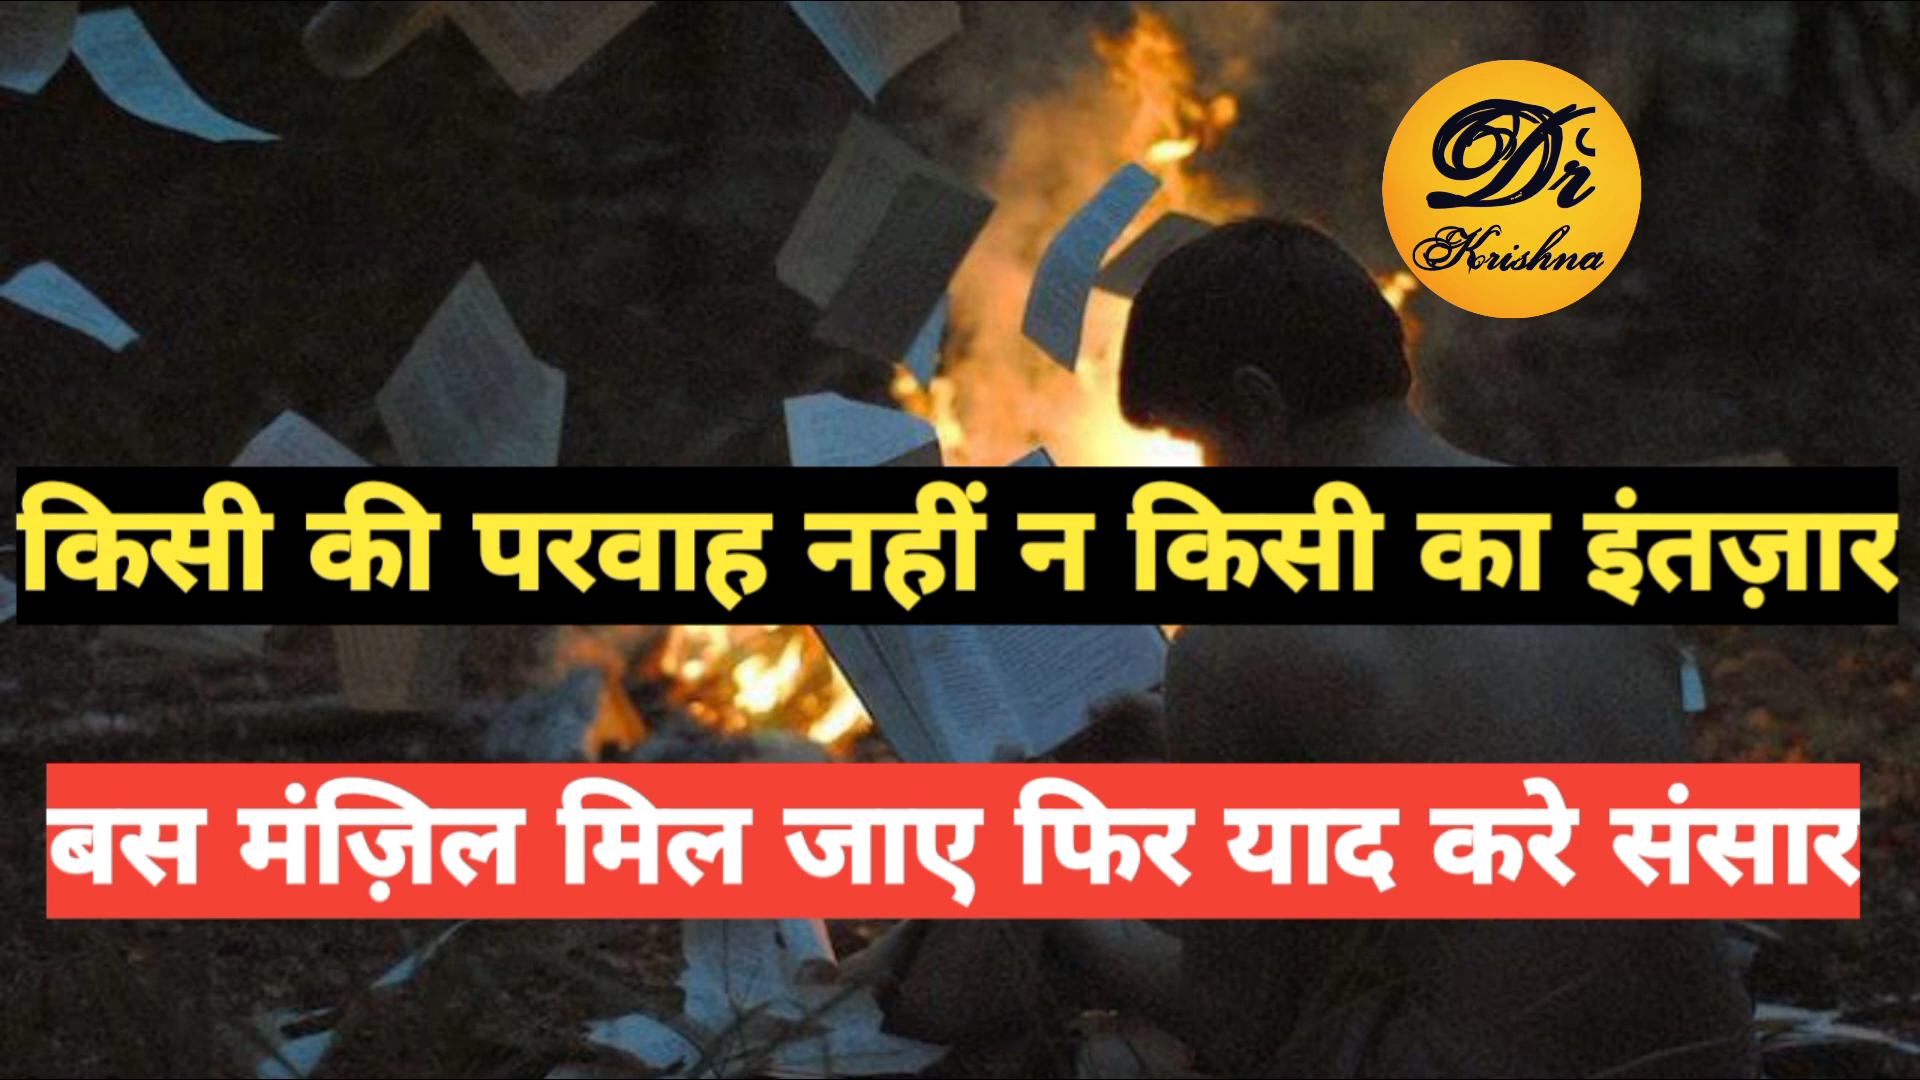 Dr
Krishna
किसी की परवाह नहीं न किसी का इंतज़ार
बस मंज़िल मिल जाए फिर याद करे संसार